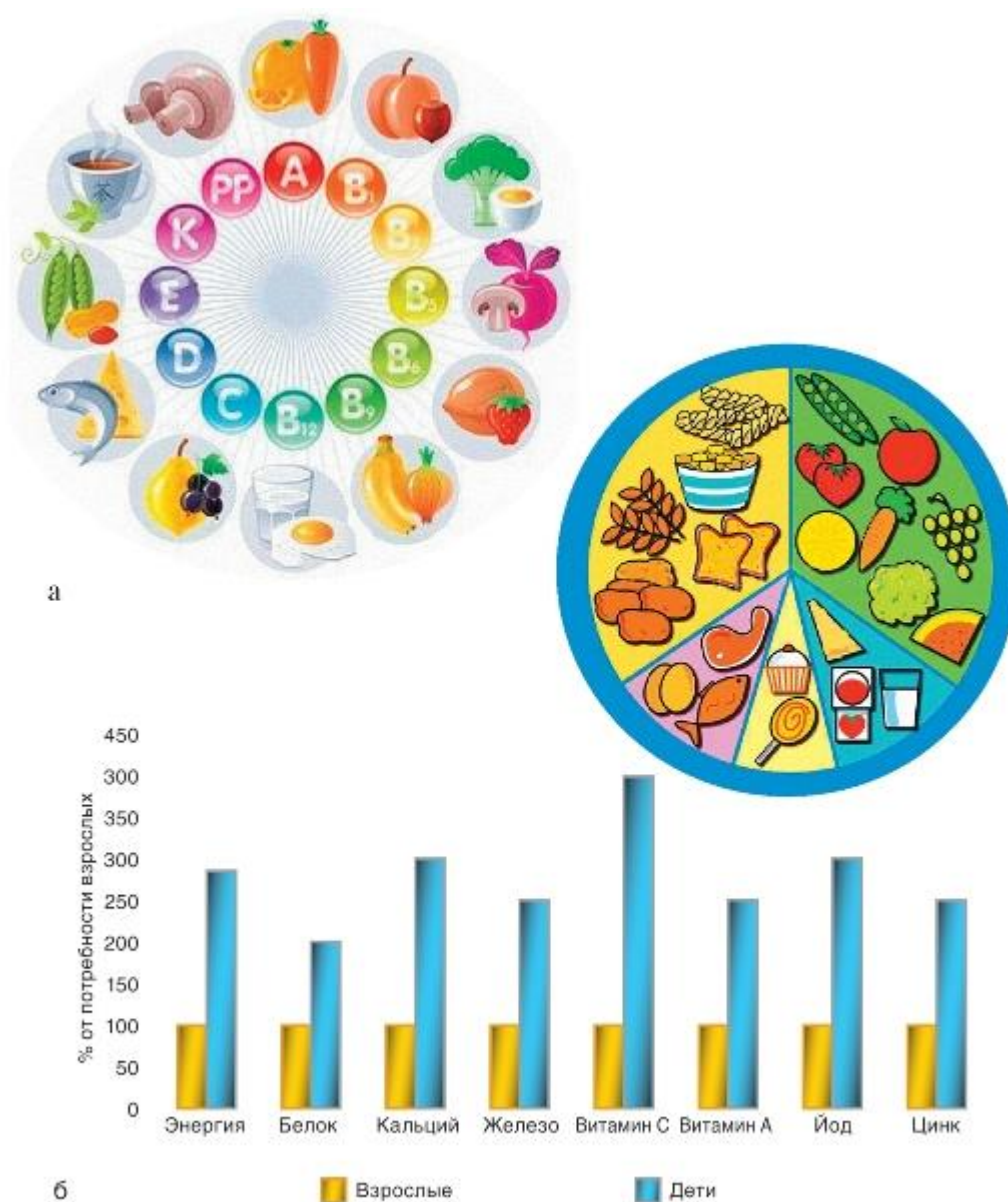 PP A B₁
茶
K B₂
E B₅
D B₆
C B₁₂ B₉
а
% от потребности взрослых
450
300
350
300
250
200
150
100
50
0
Энергия Белок Кальций Железо Витамин С Витамин А Йод Цинк
б Взрослые Дети